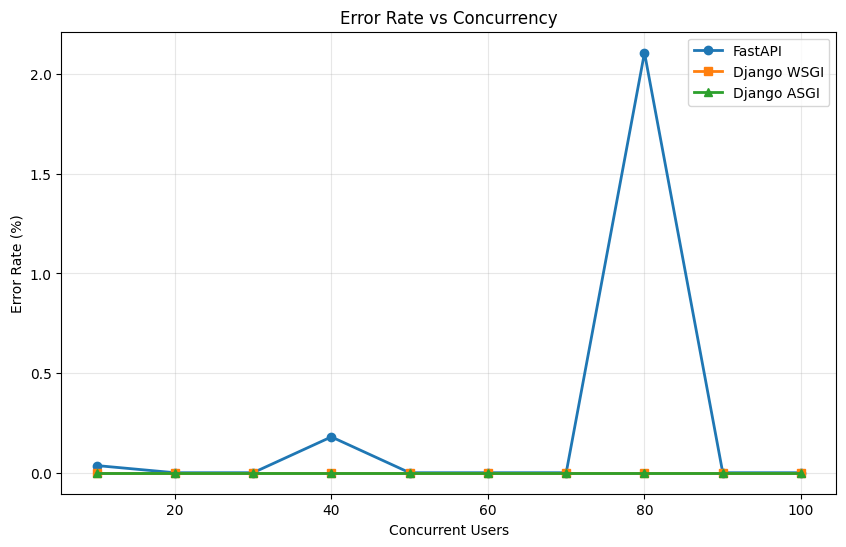 Error Rate vs Concurrency
FastAPI
Django WSGI
Django ASGI
2.0
1.5
1.0
0.5
0.0
Error Rate (%)
20 40 60 80 100
Concurrent Users